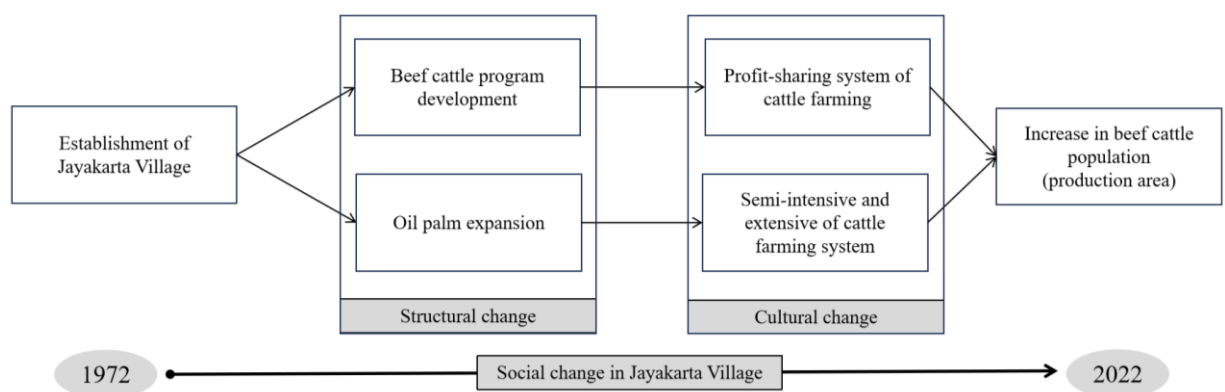 Establishment of
Jayakarta Village
Beef cattle program
development
Oil palm expansion
Structural change
Profit-sharing system of
cattle farming
Semi-intensive and
extensive of cattle
farming system
Cultural change
Increase in beef cattle
population
(production area)
1972
Social change in Jayakarta Village
2022